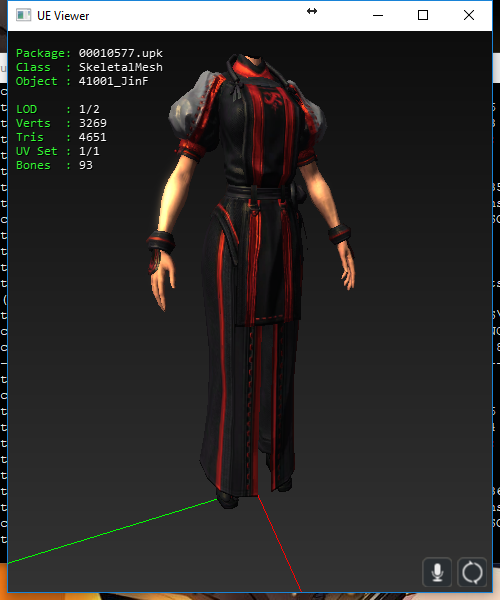 UE Viewer
Package: 00010577.upk
Class  : SkeletalMesh
Object : 41001_JinF
LOD    : 1/2
Verts  : 3269
Tris   : 4651
UV Set : 1/1
Bones  : 93